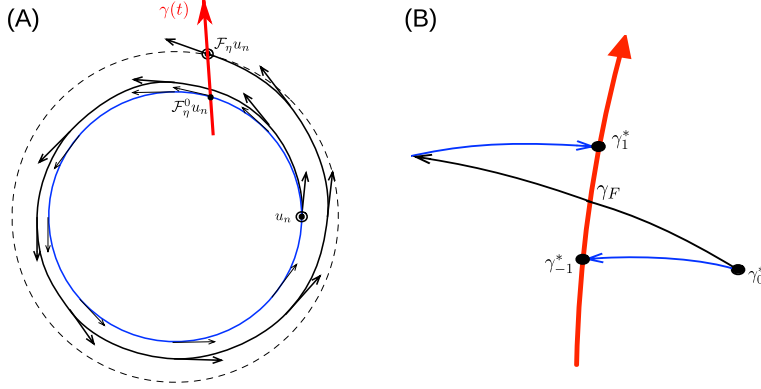 (A)
γ(t)
𝓕_η u_n
𝓕_η^0 u_n
u_n
(B)
γ_1^*
γ_F
γ_{-1}^*
γ_0^*